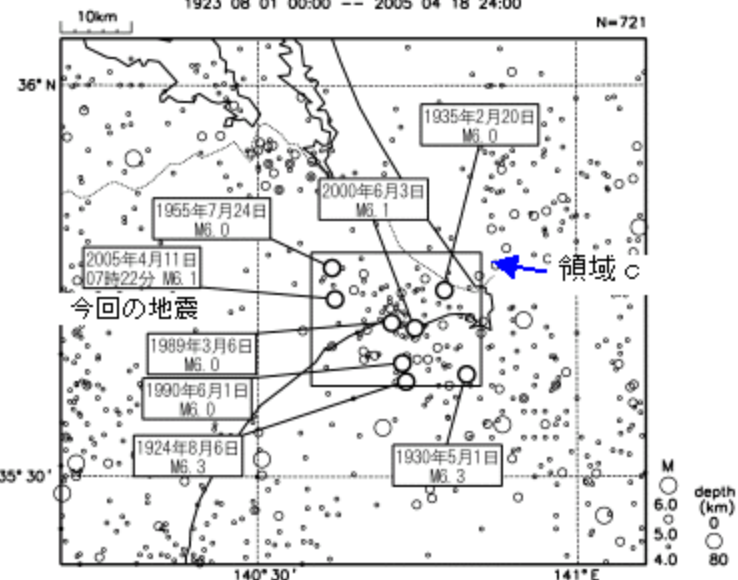 1923 08 01 00:00 -- 2005 04 18 24:00
10km
N=721
36°N
1935年2月20日
M6.0
2000年6月3日
M6.1
1955年7月24日
M6.0
2005年4月11日
07時22分 M6.1
領域c
今回の地震
1989年3月6日
M6.0
1990年6月1日
M6.0
1924年8月6日
M6.3
1930年5月1日
M6.3
35°30'
M
6.0
5.0
4.0
depth
(km)
0
80
140°30'
141°E